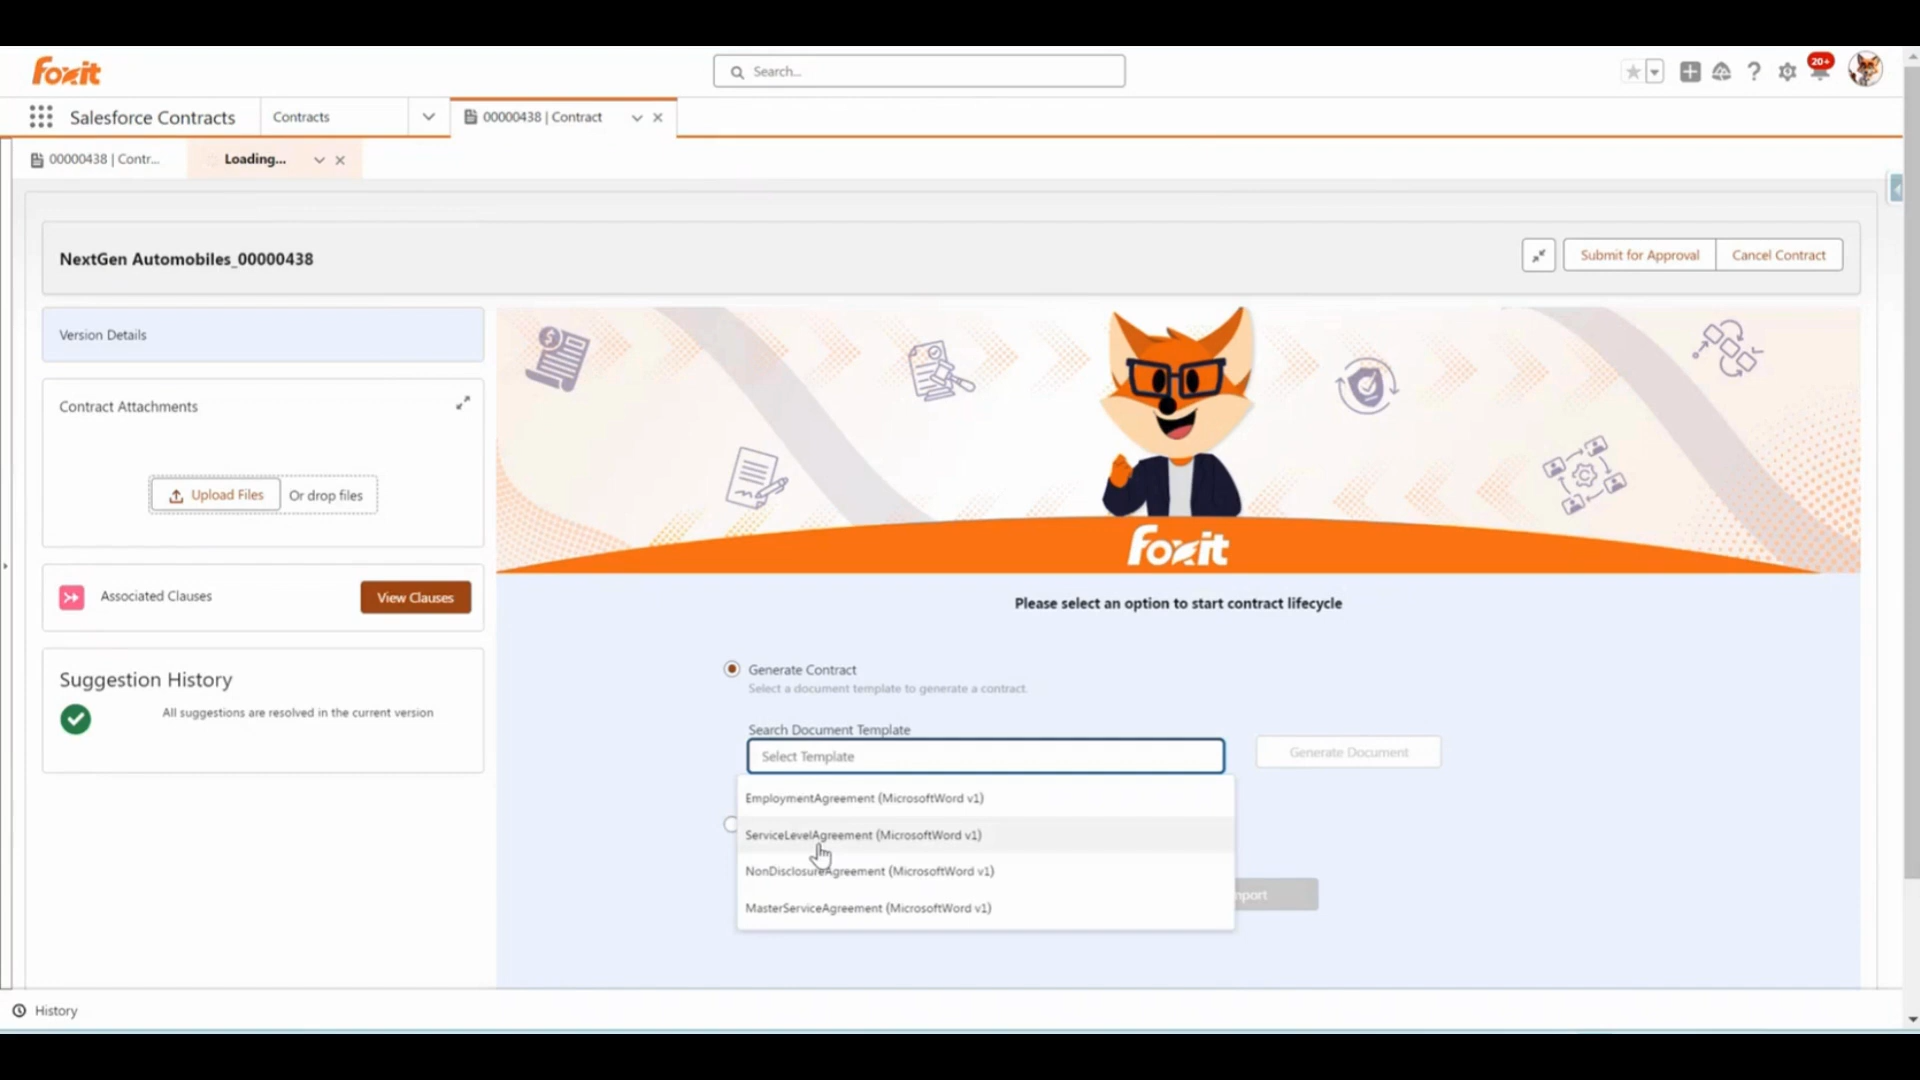 foxit
Search...
20+
Salesforce Contracts
Contracts
00000438 | Contract
00000438 | Contr...
Loading...
NextGen Automobiles_00000438
Submit for Approval
Cancel Contract
Version Details
Contract Attachments
Upload Files
Or drop files
Associated Clauses
View Clauses
Suggestion History
All suggestions are resolved in the current version
foxit
Please select an option to start contract lifecycle
Generate Contract
Select a document template to generate a contract.
Search Document Template
Select Template
Generate Document
EmploymentAgreement (MicrosoftWord v1)
ServiceLevelAgreement (MicrosoftWord v1)
NonDisclosureAgreement (MicrosoftWord v1)
MasterServiceAgreement (MicrosoftWord v1)
History